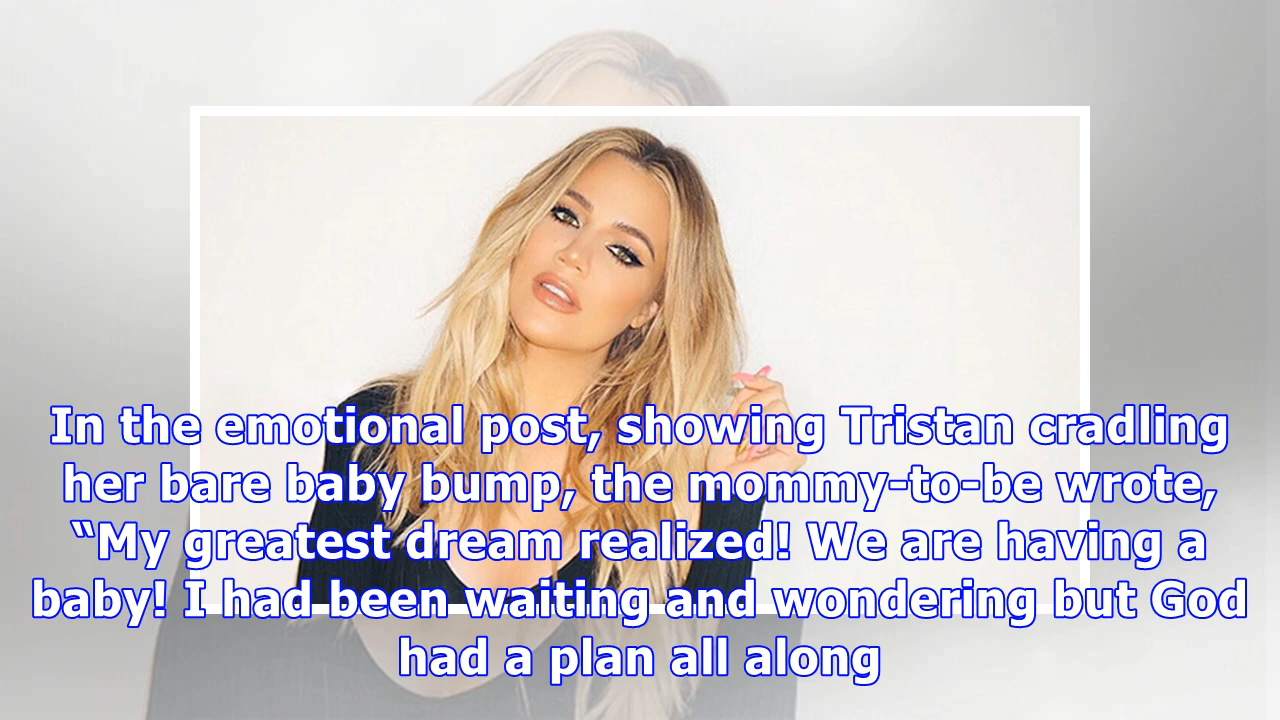 In the emotional post, showing Tristan cradling
her bare baby bump, the mommy-to-be wrote,
“My greatest dream realized! We are having a
baby! I had been waiting and wondering but God
had a plan all along